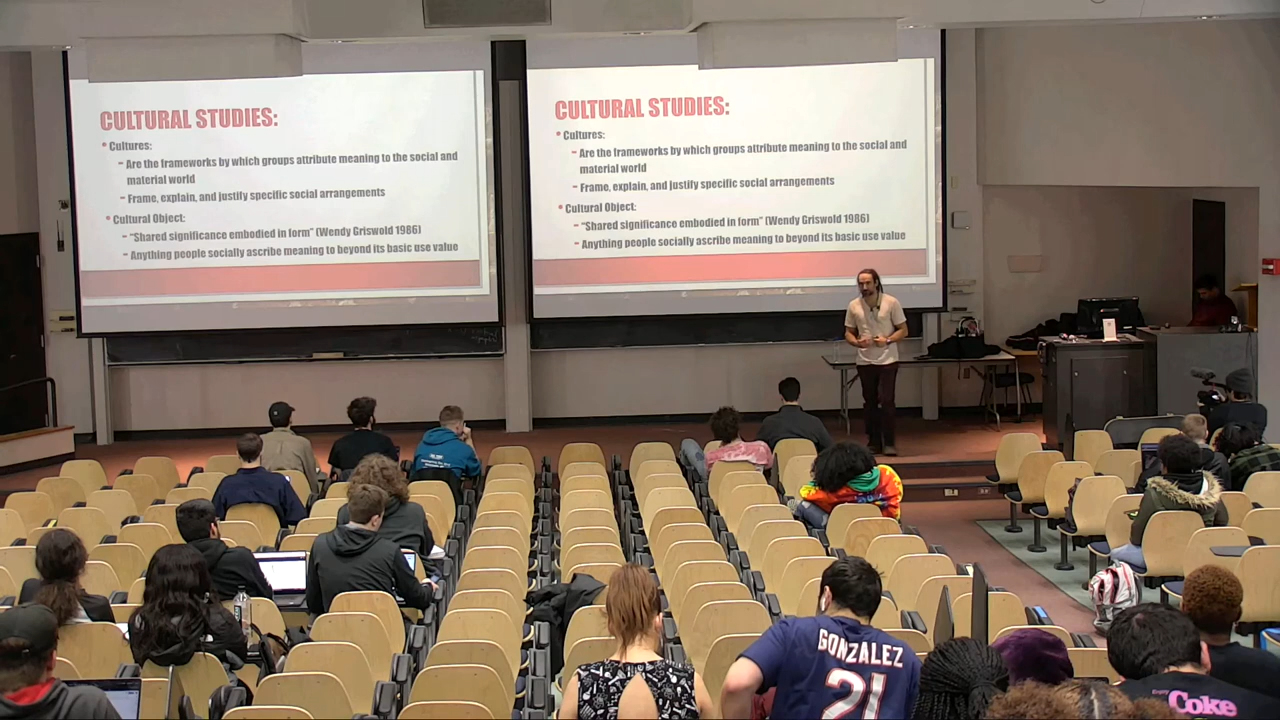 CULTURAL STUDIES:
Cultures:
– Are the frameworks by which groups attribute meaning to the social and
material world
– Frame, explain, and justify specific social arrangements
Cultural Object:
– "Shared significance embodied in form" (Wendy Griswold 1986)
– Anything people socially ascribe meaning to beyond its basic use value
CULTURAL STUDIES:
Cultures:
– Are the frameworks by which groups attribute meaning to the social and
material world
– Frame, explain, and justify specific social arrangements
Cultural Object:
– "Shared significance embodied in form" (Wendy Griswold 1986)
– Anything people socially ascribe meaning to beyond its basic use value
GONZALEZ
21
Enjoy
Coke